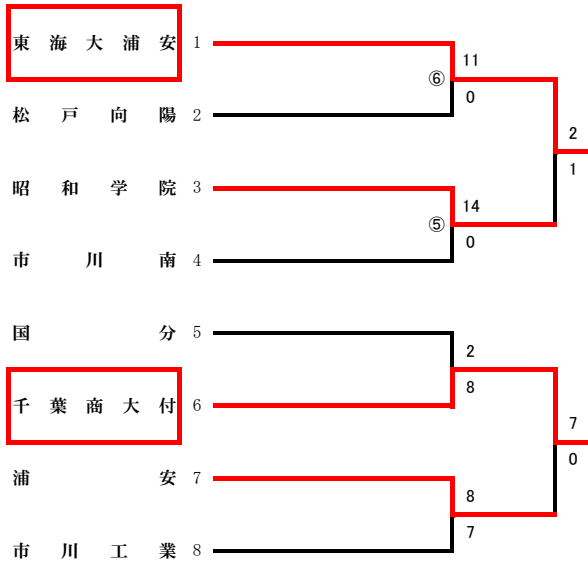 東海大浦安 1
11
⑥
0
松戸向陽 2
2
1
昭和学院 3
14
⑤
0
市川南 4
国分 5
2
8
千葉商大付 6
7
0
浦安 7
8
7
市川工業 8